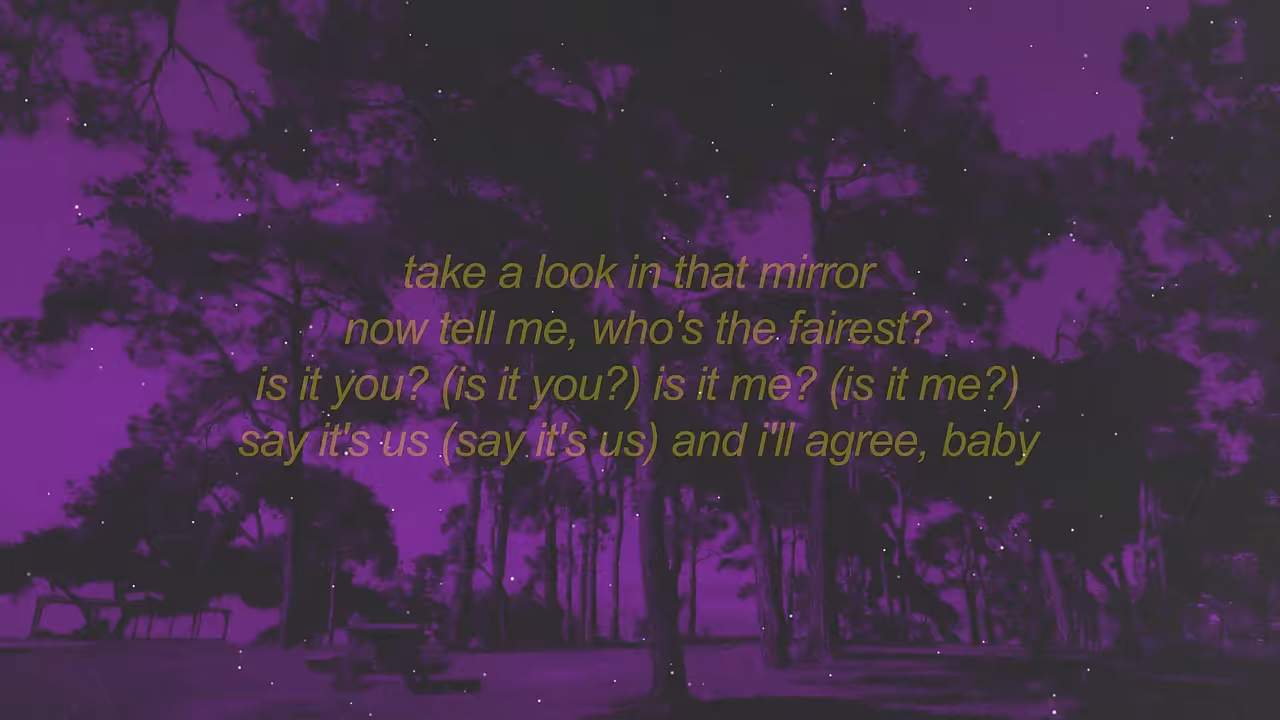 take a look in that mirror
now tell me, who's the fairest?
is it you? (is it you?) is it me? (is it me?)
say it's us (say it's us) and i'll agree, baby